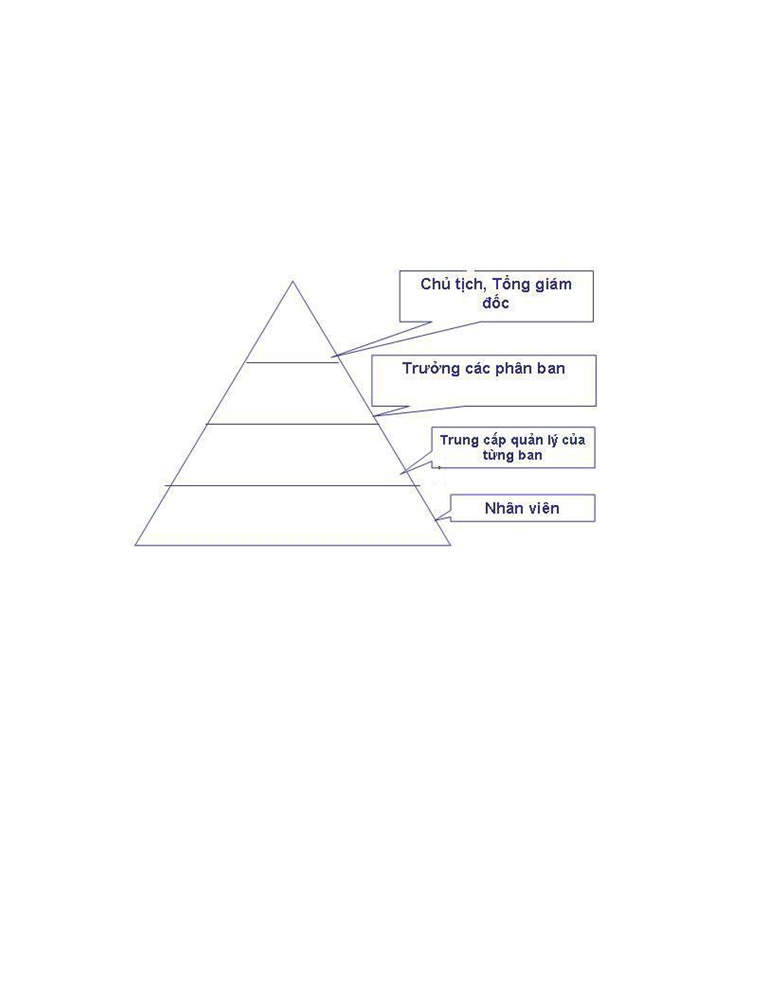 Chủ tịch, Tổng giám
đốc
Trưởng các phân ban
Trung cấp quản lý của
từng ban
Nhân viên